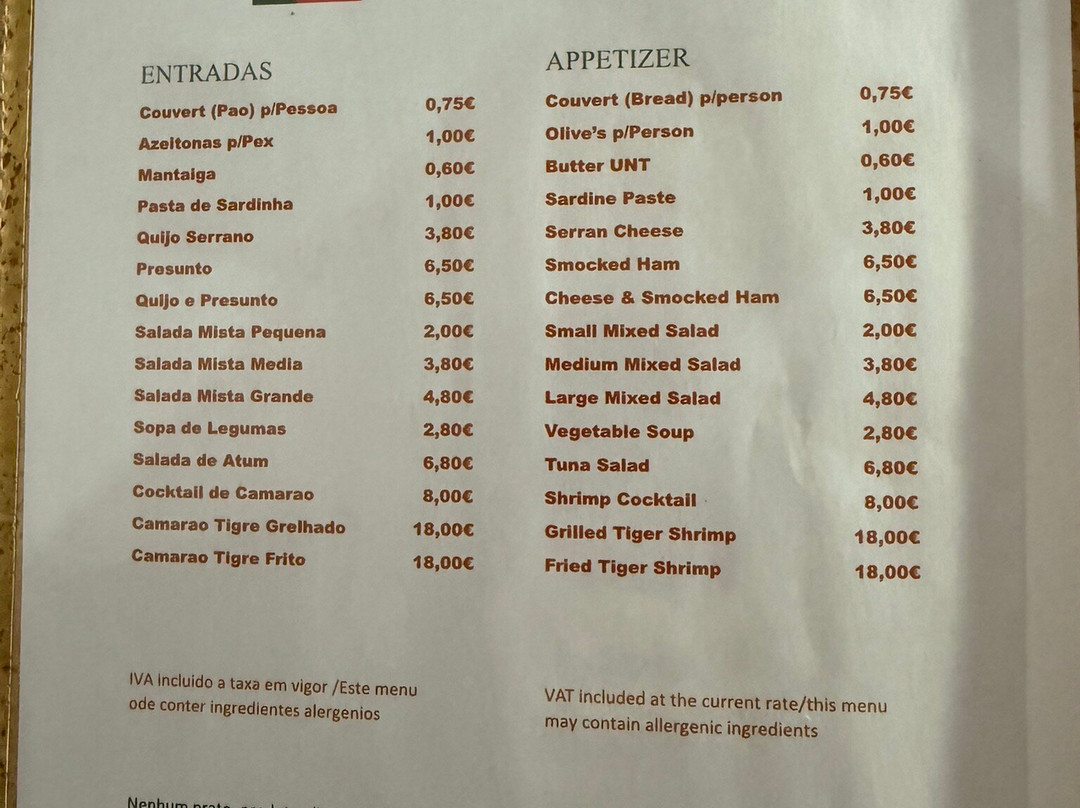 ENTRADAS
Couvert (Pao) p/Pessoa 0,75€
Azeitonas p/Pex 1,00€
Mantaiga 0,60€
Pasta de Sardinha 1,00€
Quijo Serrano 3,80€
Presunto 6,50€
Quijo e Presunto 6,50€
Salada Mista Pequena 2,00€
Salada Mista Media 3,80€
Salada Mista Grande 4,80€
Sopa de Legumas 2,80€
Salada de Atum 6,80€
Cocktail de Camarao 8,00€
Camarao Tigre Grelhado 18,00€
Camarao Tigre Frito 18,00€
IVA incluido a taxa em vigor /Este menu
ode conter ingredientes alergenios
Nenhum
APPETIZER
Couvert (Bread) p/person 0,75€
Olive's p/Person 1,00€
Butter UNT 0,60€
Sardine Paste 1,00€
Serran Cheese 3,80€
Smocked Ham 6,50€
Cheese & Smocked Ham 6,50€
Small Mixed Salad 2,00€
Medium Mixed Salad 3,80€
Large Mixed Salad 4,80€
Vegetable Soup 2,80€
Tuna Salad 6,80€
Shrimp Cocktail 8,00€
Grilled Tiger Shrimp 18,00€
Fried Tiger Shrimp 18,00€
VAT included at the current rate/this menu
may contain allergenic ingredients